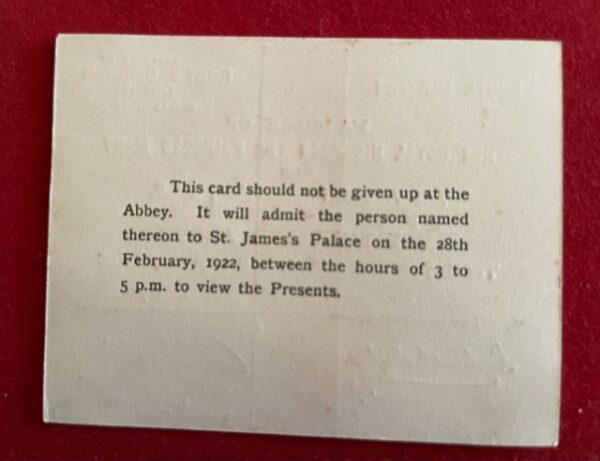 This card should not be given up at the
Abbey. It will admit the person named
thereon to St. James's Palace on the 28th
February, 1922, between the hours of 3 to
5 p.m. to view the Presents.